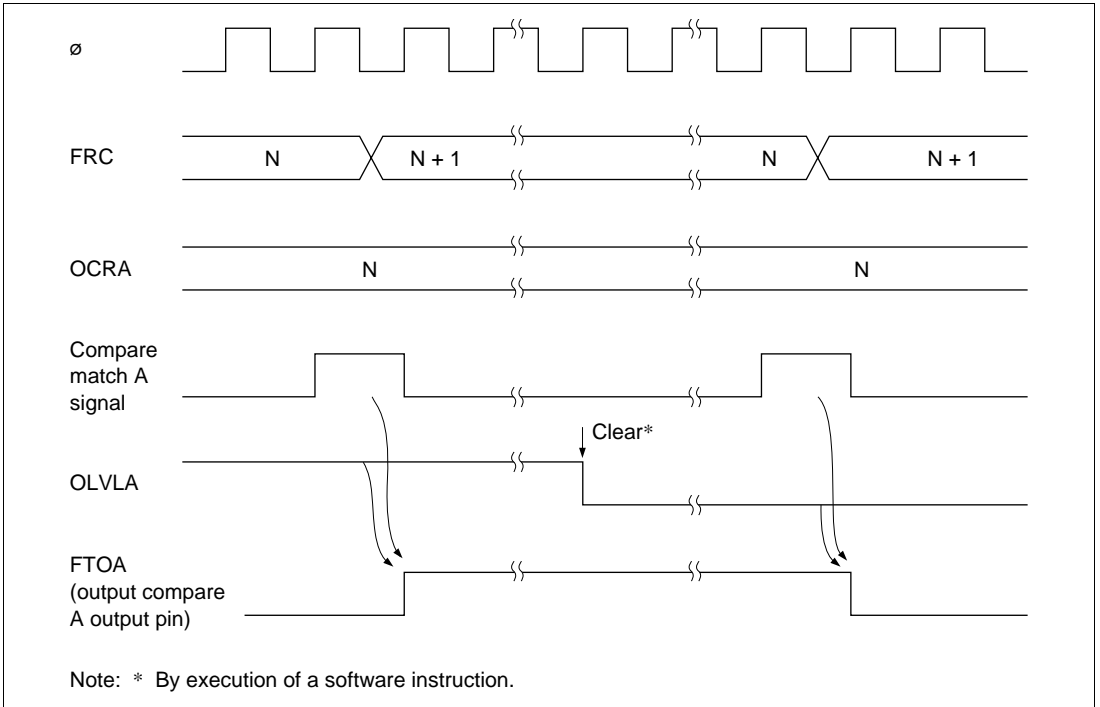 ø
FRC
N
N + 1
N
N + 1
OCRA
N
N
Compare
match A
signal
Clear*
OLVLA
FTOA
(output compare
A output pin)
Note: * By execution of a software instruction.